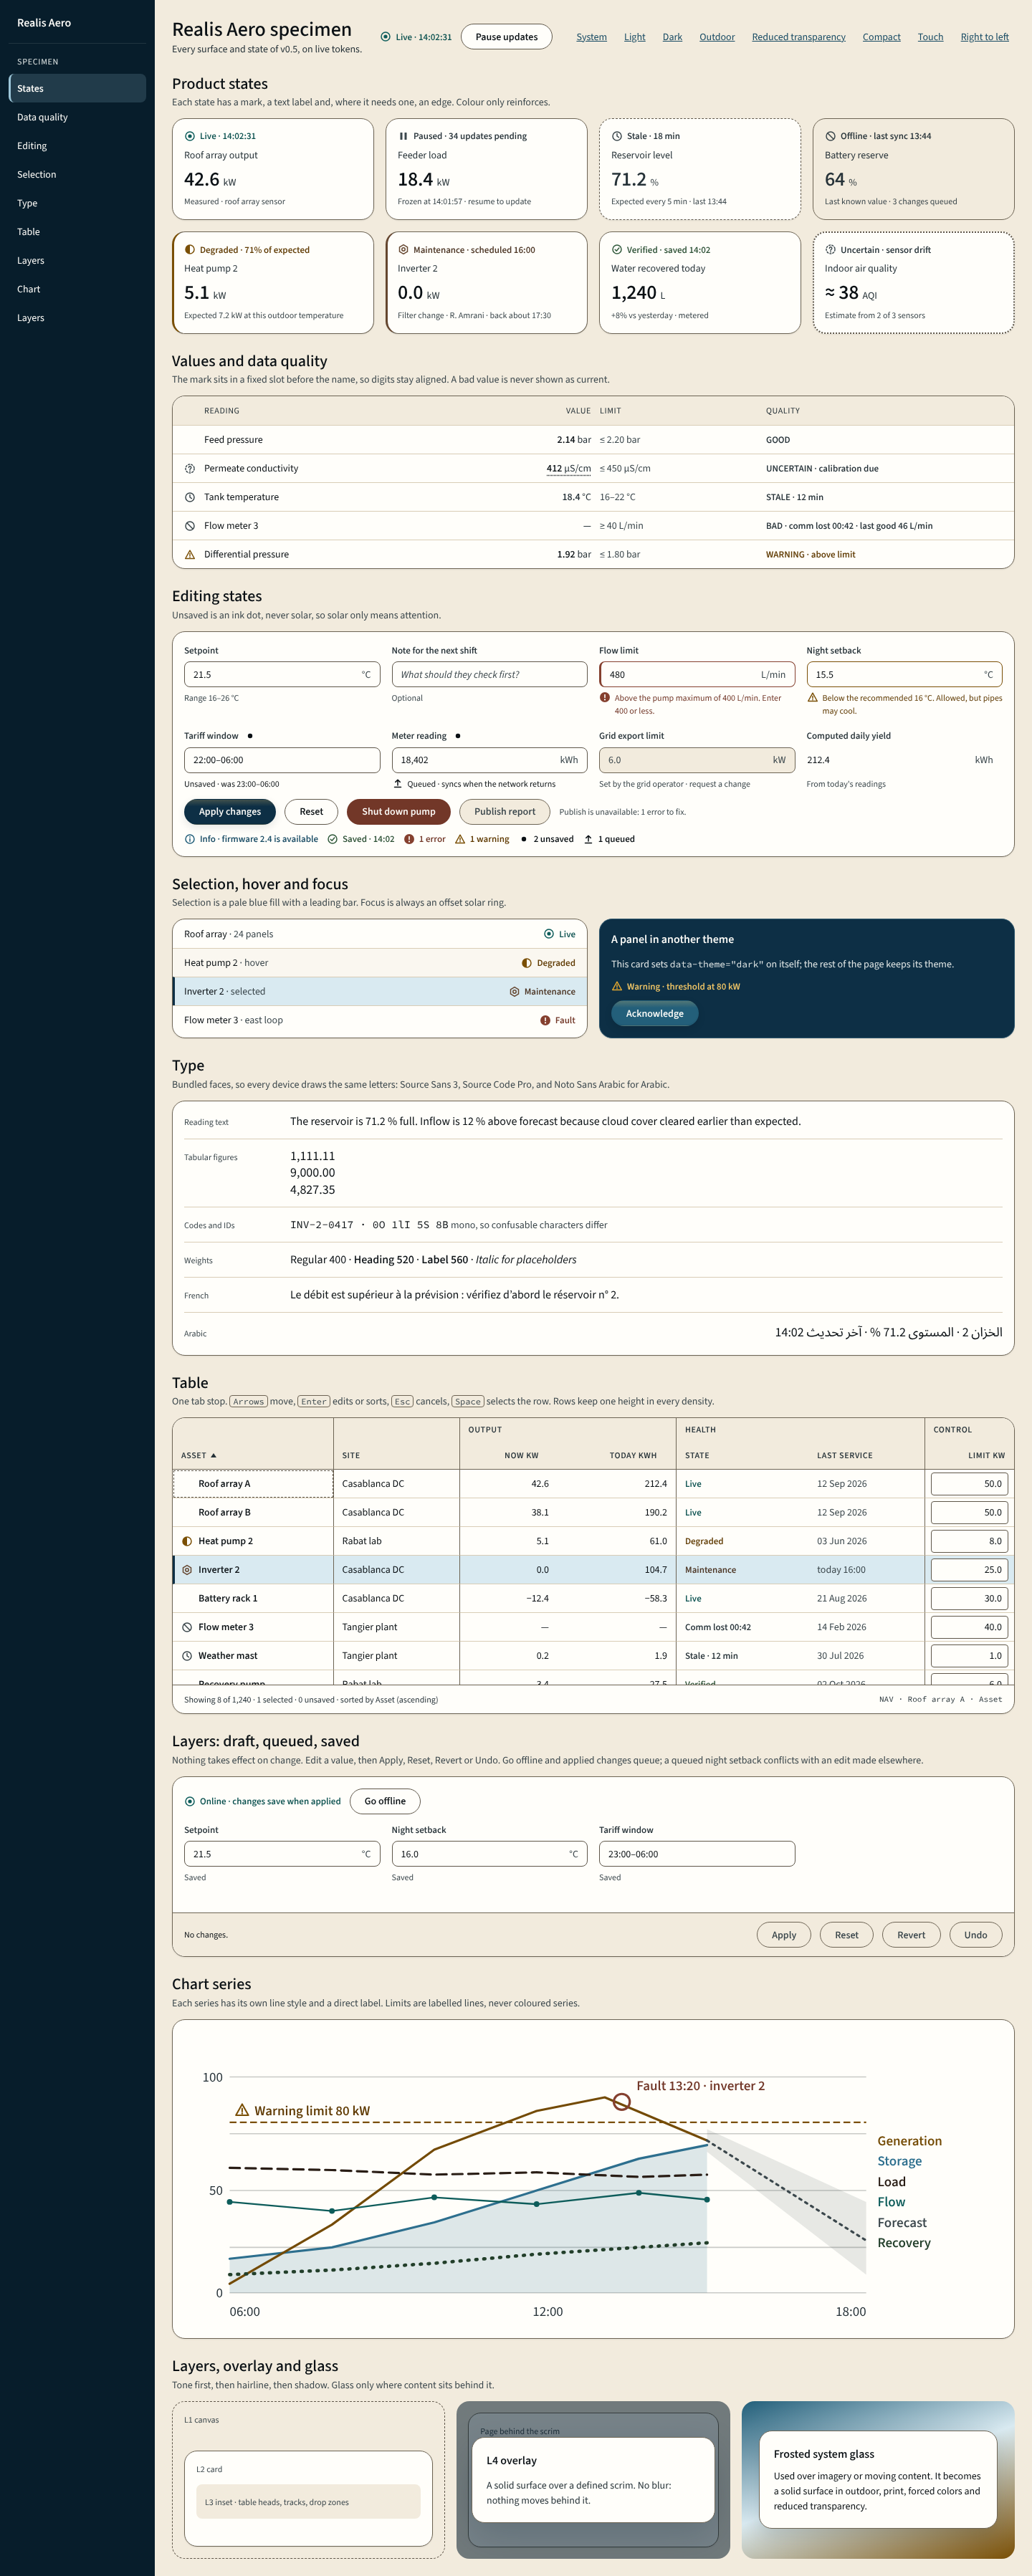 Realis Aero
SPECIMEN
States
Data quality
Editing
Selection
Type
Table
Layers
Chart
Layers
Realis Aero specimen
Every surface and state of v0.5, on live tokens.
Live · 14:02:31
Pause updates
System Light Dark Outdoor Reduced transparency Compact Touch Right to left
Product states
Each state has a mark, a text label and, where it needs one, an edge. Colour only reinforces.
Live · 14:02:31
Roof array output
42.6 kW
Measured · roof array sensor
Paused · 34 updates pending
Feeder load
18.4 kW
Frozen at 14:01:57 · resume to update
Stale · 18 min
Reservoir level
71.2 %
Expected every 5 min · last 13:44
Offline · last sync 13:44
Battery reserve
64 %
Last known value · 3 changes queued
Degraded · 71% of expected
Heat pump 2
5.1 kW
Expected 7.2 kW at this outdoor temperature
Maintenance · scheduled 16:00
Inverter 2
0.0 kW
Filter change · R. Amrani · back about 17:30
Verified · saved 14:02
Water recovered today
1,240 L
+8% vs yesterday · metered
Uncertain · sensor drift
Indoor air quality
≈ 38 AQI
Estimate from 2 of 3 sensors
Values and data quality
The mark sits in a fixed slot before the name, so digits stay aligned. A bad value is never shown as current.
READING VALUE LIMIT QUALITY
Feed pressure 2.14 bar ≤ 2.20 bar GOOD
Permeate conductivity 412 µS/cm ≤ 450 µS/cm UNCERTAIN · calibration due
Tank temperature 18.4 °C 16–22 °C STALE · 12 min
Flow meter 3 — ≥ 40 L/min BAD · comm lost 00:42 · last good 46 L/min
Differential pressure 1.92 bar ≤ 1.80 bar WARNING · above limit
Editing states
Unsaved is an ink dot, never solar, so solar only means attention.
Setpoint
21.5 °C
Range 16–26 °C
Note for the next shift
What should they check first?
Optional
Flow limit
480 L/min
Above the pump maximum of 400 L/min. Enter
400 or less.
Night setback
15.5 °C
Below the recommended 16 °C. Allowed, but pipes
may cool.
Tariff window
22:00–06:00
Unsaved · was 23:00–06:00
Meter reading
18,402 kWh
Queued · syncs when the network returns
Grid export limit
6.0 kW
Set by the grid operator · request a change
Computed daily yield
212.4 kWh
From today's readings
Apply changes Reset Shut down pump Publish report Publish is unavailable: 1 error to fix.
Info · firmware 2.4 is available Saved · 14:02 1 error 1 warning 2 unsaved 1 queued
Selection, hover and focus
Selection is a pale blue fill with a leading bar. Focus is always an offset solar ring.
Roof array · 24 panels Live
Heat pump 2 · hover Degraded
Inverter 2 · selected Maintenance
Flow meter 3 · east loop Fault
A panel in another theme
This card sets data-theme="dark" on itself; the rest of the page keeps its theme.
Warning · threshold at 80 kW
Acknowledge
Type
Bundled faces, so every device draws the same letters: Source Sans 3, Source Code Pro, and Noto Sans Arabic for Arabic.
Reading text The reservoir is 71.2 % full. Inflow is 12 % above forecast because cloud cover cleared earlier than expected.
Tabular figures 1,111.11
9,000.00
4,827.35
Codes and IDs INV-2-0417 · 0O 1lI 5S 8B mono, so confusable characters differ
Weights Regular 400 · Heading 520 · Label 560 · Italic for placeholders
French Le débit est supérieur à la prévision : vérifiez d’abord le réservoir n° 2.
Arabic الخزان 2 · المستوى 71.2 % · آخر تحديث 14:02
Table
One tab stop. Arrows move, Enter edits or sorts, Esc cancels, Space selects the row. Rows keep one height in every density.
OUTPUT HEALTH CONTROL
ASSET SITE NOW KW TODAY KWH STATE LAST SERVICE LIMIT KW
Roof array A Casablanca DC 42.6 212.4 Live 12 Sep 2026 50.0
Roof array B Casablanca DC 38.1 190.2 Live 12 Sep 2026 50.0
Heat pump 2 Rabat lab 5.1 61.0 Degraded 03 Jun 2026 8.0
Inverter 2 Casablanca DC 0.0 104.7 Maintenance today 16:00 25.0
Battery rack 1 Casablanca DC −12.4 −58.3 Live 21 Aug 2026 30.0
Flow meter 3 Tangier plant — — Comm lost 00:42 14 Feb 2026 40.0
Weather mast Tangier plant 0.2 1.9 Stale · 12 min 30 Jul 2026 1.0
Recovery pump Rabat lab 3.4 27.5 Verified 02 Oct 2026 6.0
Showing 8 of 1,240 · 1 selected · 0 unsaved · sorted by Asset (ascending) NAV · Roof array A · Asset
Layers: draft, queued, saved
Nothing takes effect on change. Edit a value, then Apply, Reset, Revert or Undo. Go offline and applied changes queue; a queued night setback conflicts with an edit made elsewhere.
Online · changes save when applied Go offline
Setpoint
21.5 °C
Saved
Night setback
16.0 °C
Saved
Tariff window
23:00–06:00
Saved
No changes. Apply Reset Revert Undo
Chart series
Each series has its own line style and a direct label. Limits are labelled lines, never coloured series.
100
Fault 13:20 · inverter 2
Warning limit 80 kW
Generation
Storage
Load
Flow
Forecast
Recovery
50
0
06:00 12:00 18:00
Layers, overlay and glass
Tone first, then hairline, then shadow. Glass only where content sits behind it.
L1 canvas
L2 card
L3 inset · table heads, tracks, drop zones
Page behind the scrim
L4 overlay
A solid surface over a defined scrim. No blur:
nothing moves behind it.
Frosted system glass
Used over imagery or moving content. It becomes
a solid surface in outdoor, print, forced colors and
reduced transparency.